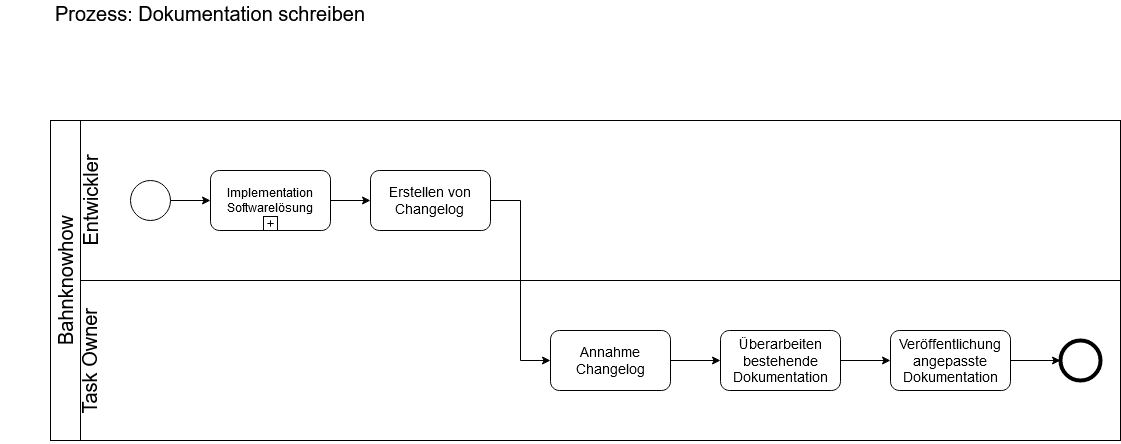 Prozess: Dokumentation schreiben
Bahnknowhow
Entwickler
Implementation
Softwarelösung
+
Erstellen von
Changelog
Task Owner
Annahme
Changelog
Überarbeiten
bestehende
Dokumentation
Veröffentlichung
angepasste
Dokumentation